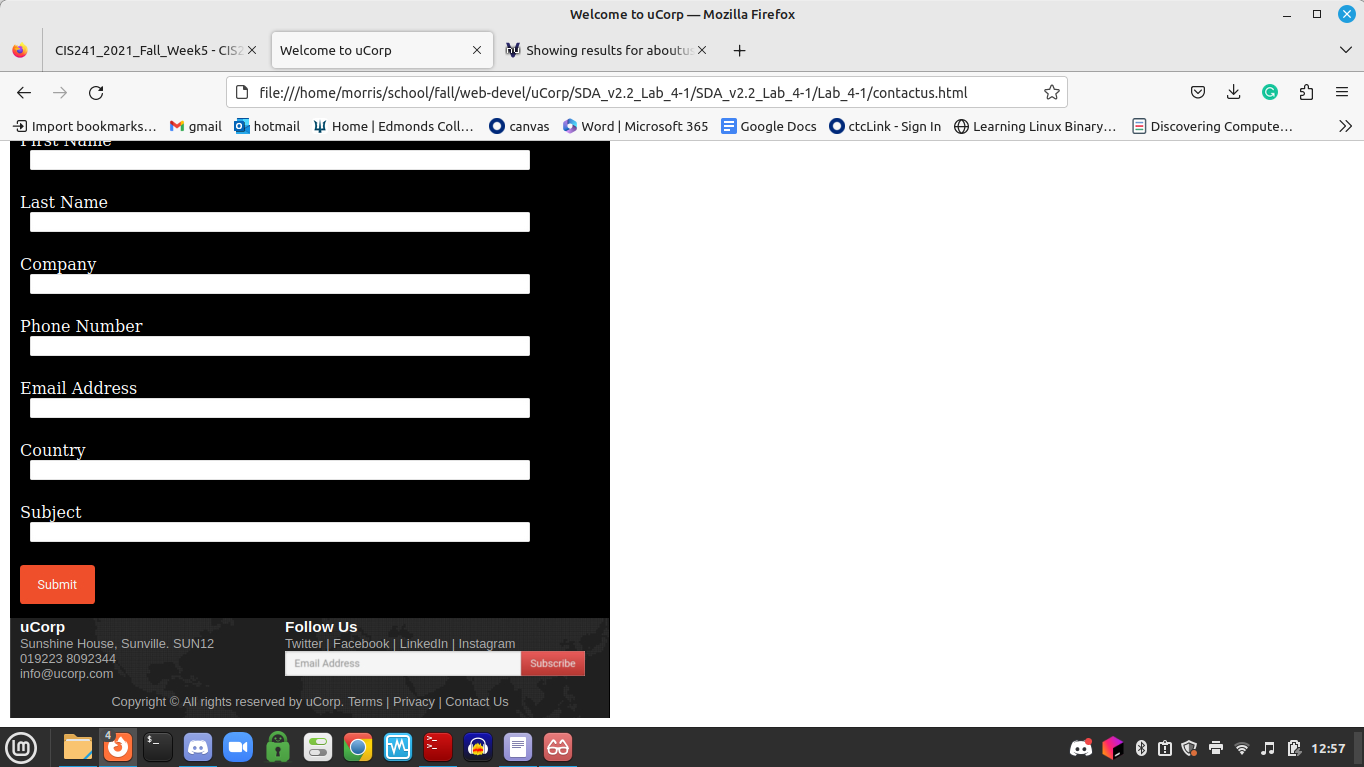 Welcome to uCorp — Mozilla Firefox
CIS241_2021_Fall_Week5 - CIS2
Welcome to uCorp
Showing results for aboutus
file:///home/morris/school/fall/web-devel/uCorp/SDA_v2.2_Lab_4-1/SDA_v2.2_Lab_4-1/Lab_4-1/contactus.html
Import bookmarks... gmail hotmail Home | Edmonds Coll... canvas Word | Microsoft 365 Google Docs ctcLink - Sign In Learning Linux Binary... Discovering Compute...
First Name
Last Name
Company
Phone Number
Email Address
Country
Subject
Submit
uCorp
Sunshine House, Sunville. SUN12
019223 8092344
info@ucorp.com
Follow Us
Twitter | Facebook | LinkedIn | Instagram
Email Address Subscribe
Copyright © All rights reserved by uCorp. Terms | Privacy | Contact Us
4
12:57